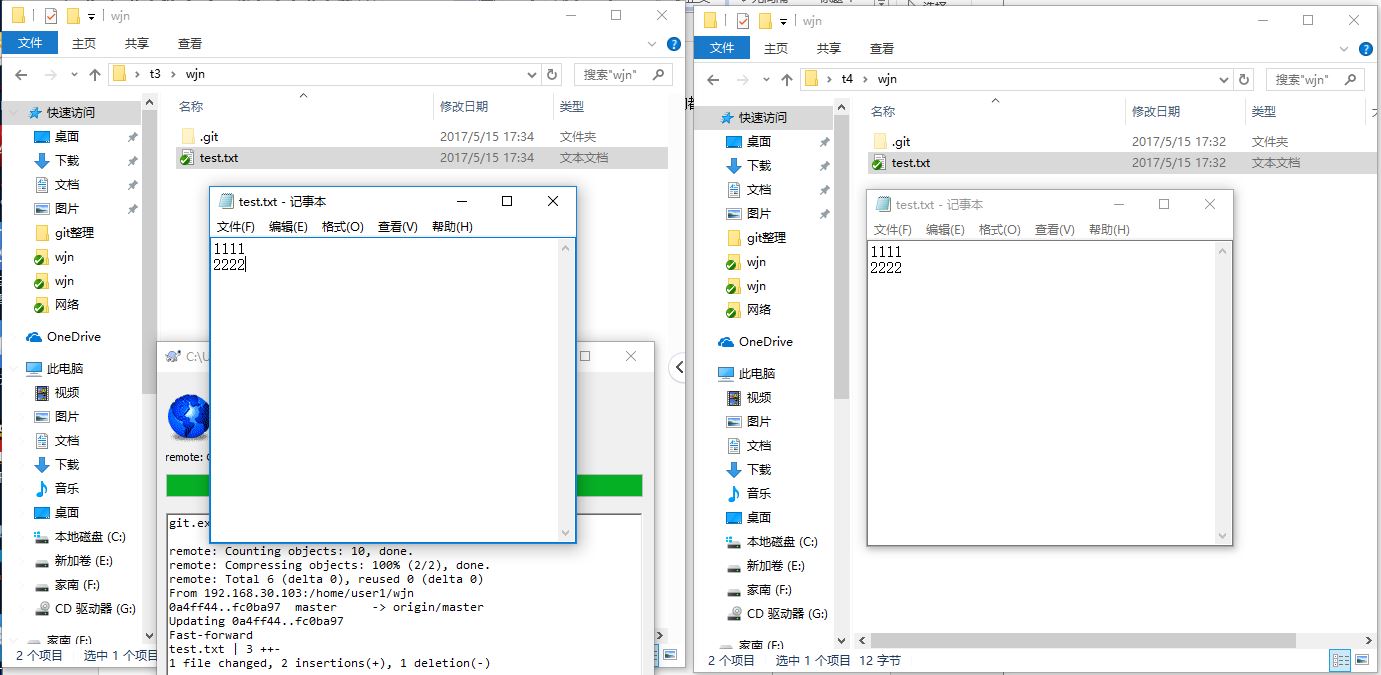 wjn
文件 主页 共享 查看
t3 wjn
搜索"wjn"
名称 修改日期 类型
.git 2017/5/15 17:34 文件夹
test.txt 2017/5/15 17:34 文本文档
快速访问
桌面
下载
文档
图片
git整理
wjn
wjn
网络
OneDrive
此电脑
视频
图片
文档
下载
音乐
桌面
本地磁盘 (C:)
新加卷 (E:)
家南 (F:)
CD 驱动器 (G:)
家南 (F:)
2 个项目 选中 1 个项目
test.txt - 记事本
文件(F) 编辑(E) 格式(O) 查看(V) 帮助(H)
1111
2222
C:\U
remote: C
git.ex
remote: Counting objects: 10, done.
remote: Compressing objects: 100% (2/2), done.
remote: Total 6 (delta 0), reused 0 (delta 0)
From 192.168.30.103:/home/user1/wjn
0a4ff44..fc0ba97 master -> origin/master
Updating 0a4ff44..fc0ba97
Fast-forward
test.txt | 3 ++-
1 file changed, 2 insertions(+), 1 deletion(-)
wjn
文件 主页 共享 查看
t4 wjn
搜索"wjn"
名称 修改日期 类型
.git 2017/5/15 17:32 文件夹
test.txt 2017/5/15 17:32 文本文档
快速访问
桌面
下载
文档
图片
git整理
wjn
wjn
网络
OneDrive
此电脑
视频
图片
文档
下载
音乐
桌面
本地磁盘 (C:)
新加卷 (E:)
家南 (F:)
CD 驱动器 (G:)
家南 (F:)
2 个项目 选中 1 个项目 12 字节
test.txt - 记事本
文件(F) 编辑(E) 格式(O) 查看(V) 帮助(H)
1111
2222